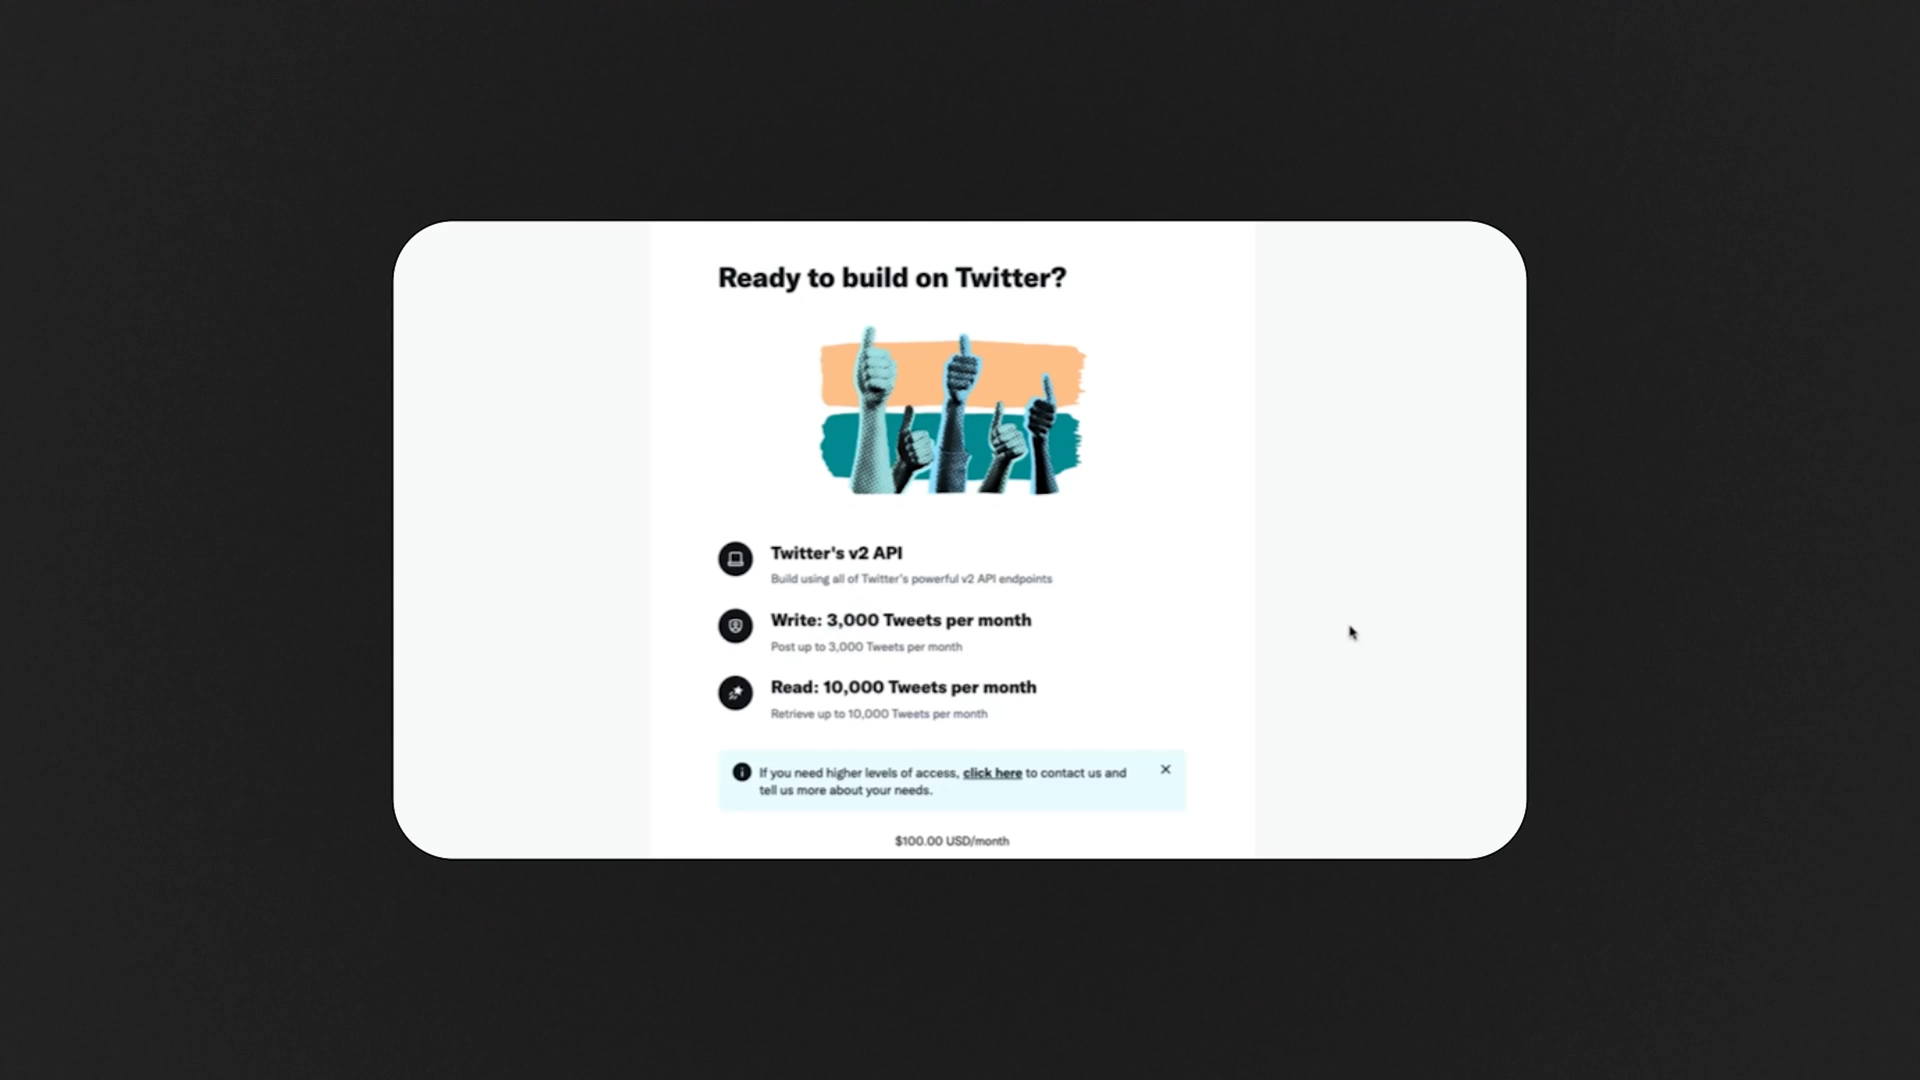 Ready to build on Twitter?
Twitter's v2 API
Build using all of Twitter's powerful v2 API endpoints
Write: 3,000 Tweets per month
Post up to 3,000 Tweets per month
Read: 10,000 Tweets per month
Retrieve up to 10,000 Tweets per month
If you need higher levels of access, click here to contact us and
tell us more about your needs.
$100.00 USD/month